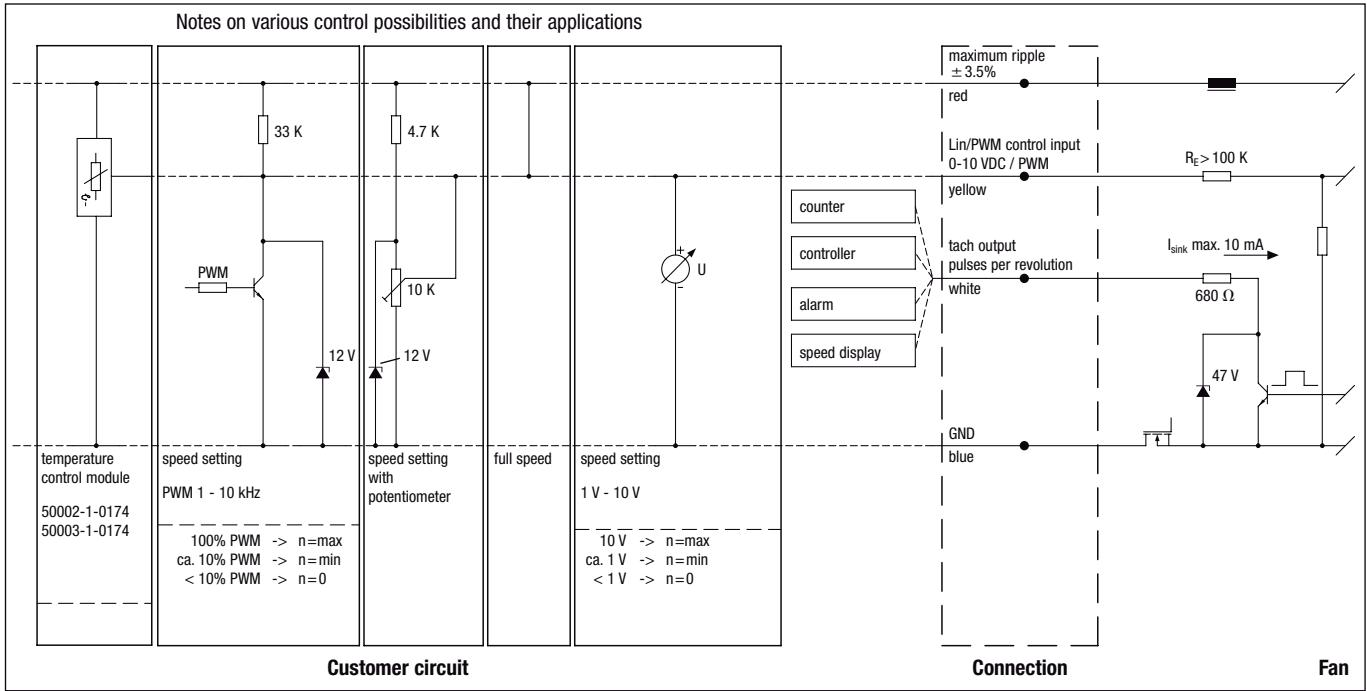 Notes on various control possibilities and their applications
33 K
PWM
12 V
4.7 K
10 K
12 V
+
U
-
temperature
control module
50002-1-0174
50003-1-0174
speed setting
PWM 1 - 10 kHz
100% PWM -> n=max
ca. 10% PWM -> n=min
< 10% PWM -> n=0
speed setting
with
potentiometer
full speed
speed setting
1 V - 10 V
10 V -> n=max
ca. 1 V -> n=min
< 1 V -> n=0
counter
controller
alarm
speed display
maximum ripple
±3.5%
red
Lin/PWM control input
0-10 VDC / PWM
yellow
tach output
pulses per revolution
white
GND
blue
RE>100 K
Isink max. 10 mA
680 Ω
47 V
Customer circuit
Connection
Fan